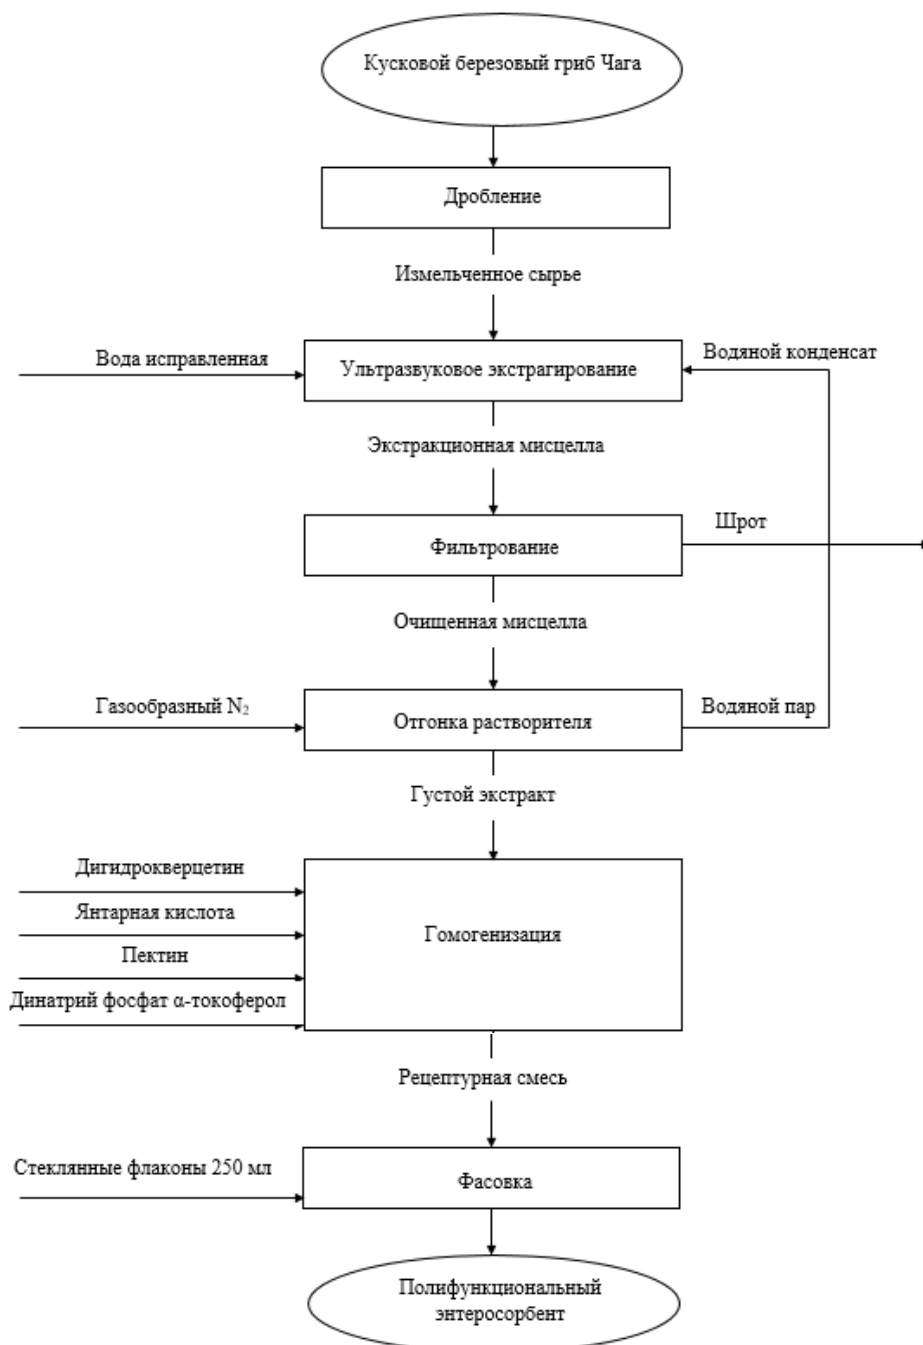 Кусковой березовый гриб Чага
Дробление
Измельченное сырье
Вода исправленная
Ультразвуковое экстрагирование
Водяной конденсат
Экстракционная мисцелла
Фильтрование
Шрот
Очищенная мисцелла
Газообразный N₂
Отгонка растворителя
Водяной пар
Густой экстракт
Дигидрокверцетин
Янтарная кислота
Пектин
Динатрий фосфат α-токоферол
Гомогенизация
Рецептурная смесь
Стеклянные флаконы 250 мл
Фасовка
Полифункциональный
энтеросорбент